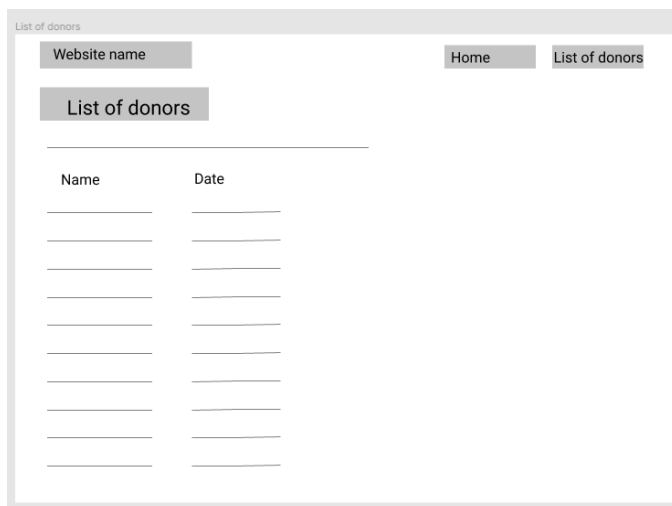 List of donors
Website name
Home
List of donors
List of donors
Name
Date